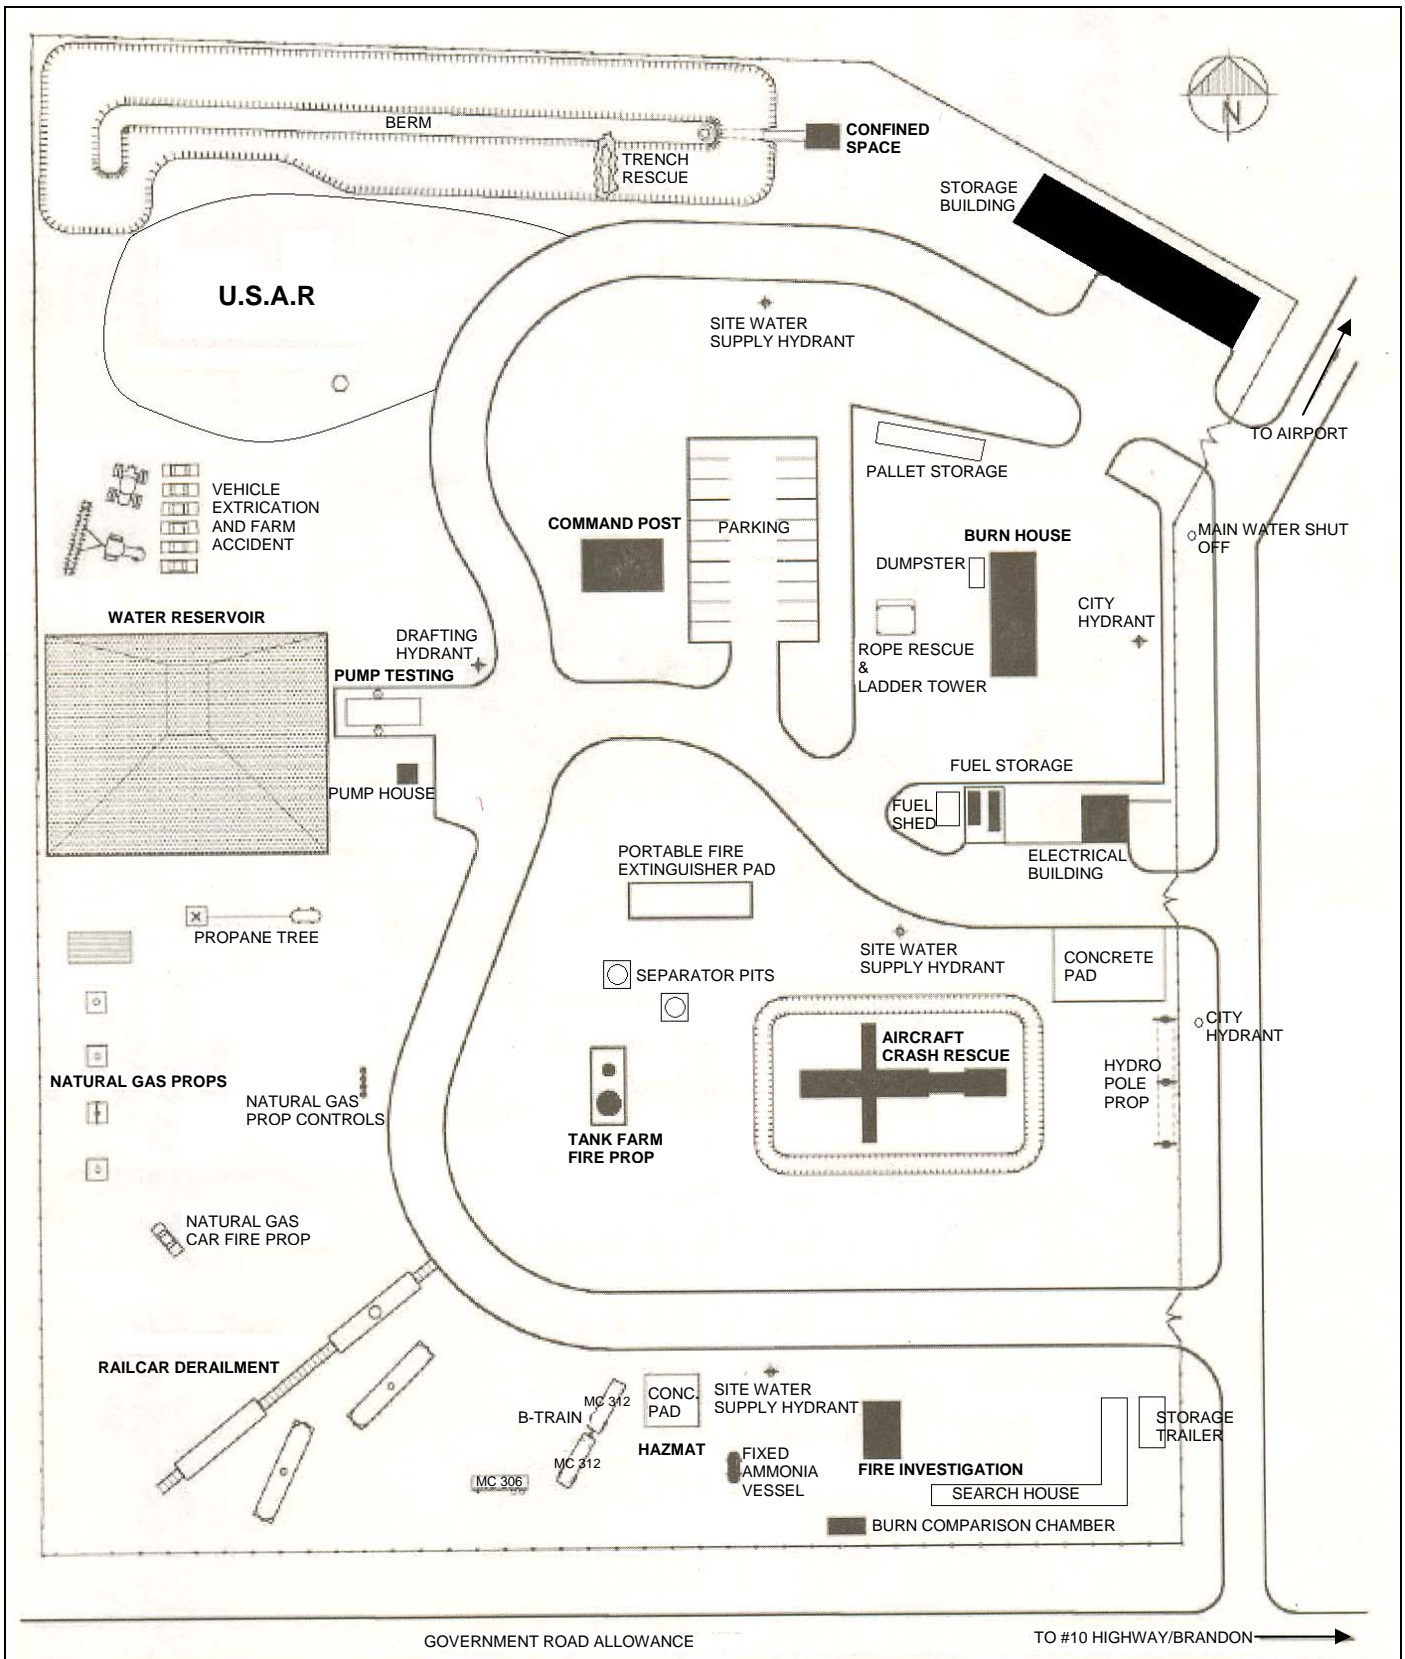 BERM
CONFINED
SPACE
TRENCH
RESCUE
STORAGE
BUILDING
N
U.S.A.R
SITE WATER
SUPPLY HYDRANT
TO AIRPORT
PALLET STORAGE
VEHICLE
EXTRICATION
AND FARM
ACCIDENT
COMMAND POST
PARKING
BURN HOUSE
MAIN WATER SHUT
OFF
DUMPSTER
CITY
HYDRANT
WATER RESERVOIR
DRAFTING
HYDRANT
ROPE RESCUE
&
LADDER TOWER
PUMP TESTING
FUEL STORAGE
PUMP HOUSE
FUEL
SHED
PORTABLE FIRE
EXTINGUISHER PAD
ELECTRICAL
BUILDING
PROPANE TREE
SITE WATER
SUPPLY HYDRANT
CONCRETE
PAD
SEPARATOR PITS
CITY
HYDRANT
AIRCRAFT
CRASH RESCUE
HYDRO
POLE
PROP
NATURAL GAS PROPS
NATURAL GAS
PROP CONTROLS
TANK FARM
FIRE PROP
NATURAL GAS
CAR FIRE PROP
RAILCAR DERAILMENT
B-TRAIN
MC 312
CONC.
PAD
SITE WATER
SUPPLY HYDRANT
STORAGE
TRAILER
HAZMAT
MC 312
MC 306
FIXED
AMMONIA
VESSEL
FIRE INVESTIGATION
SEARCH HOUSE
BURN COMPARISON CHAMBER
GOVERNMENT ROAD ALLOWANCE
TO #10 HIGHWAY/BRANDON